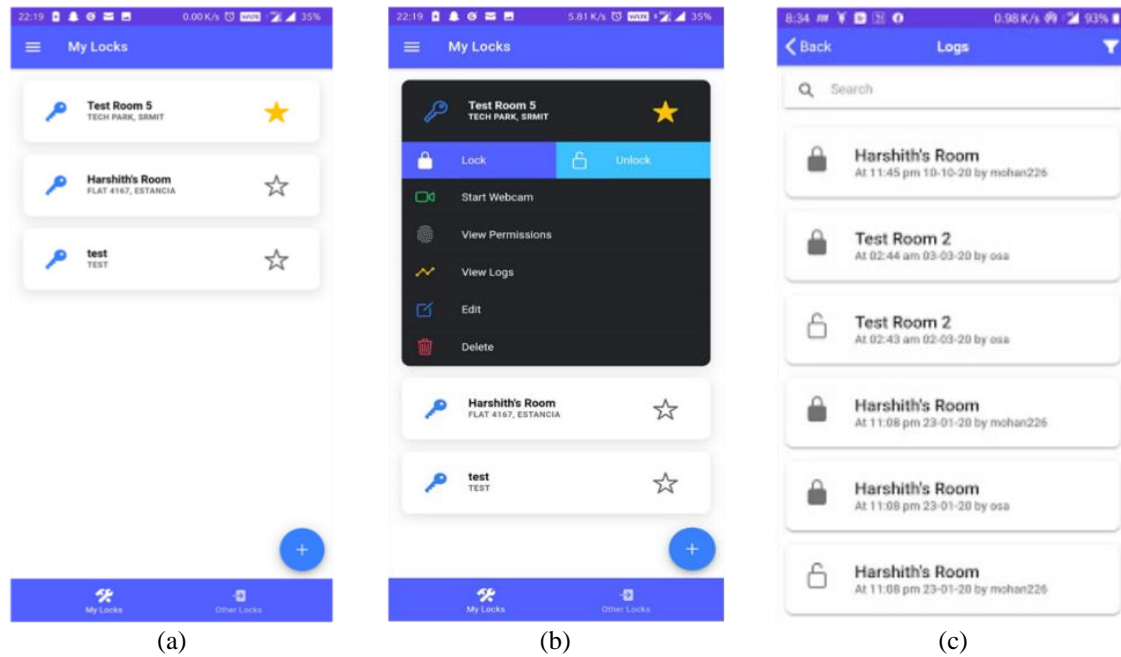 22:19 0.00 K/s 35%
My Locks
Test Room 5
TECH PARK, SRMIT
Harshith's Room
FLAT 4167, ESTANCIA
test
TEST
+
My Locks Other Locks
(a)
22:19 5.81 K/s 35%
My Locks
Test Room 5
TECH PARK, SRMIT
Lock Unlock
Start Webcam
View Permissions
View Logs
Edit
Delete
Harshith's Room
FLAT 4167, ESTANCIA
test
TEST
+
My Locks Other Locks
(b)
8:34 0.98 K/s 93%
Back Logs
Search
Harshith's Room
At 11:45 pm 10-10-20 by mohan226
Test Room 2
At 02:44 am 03-03-20 by osa
Test Room 2
At 02:43 am 02-03-20 by osa
Harshith's Room
At 11:08 pm 23-01-20 by mohan226
Harshith's Room
At 11:08 pm 23-01-20 by osa
Harshith's Room
At 11:08 pm 23-01-20 by mohan226
(c)